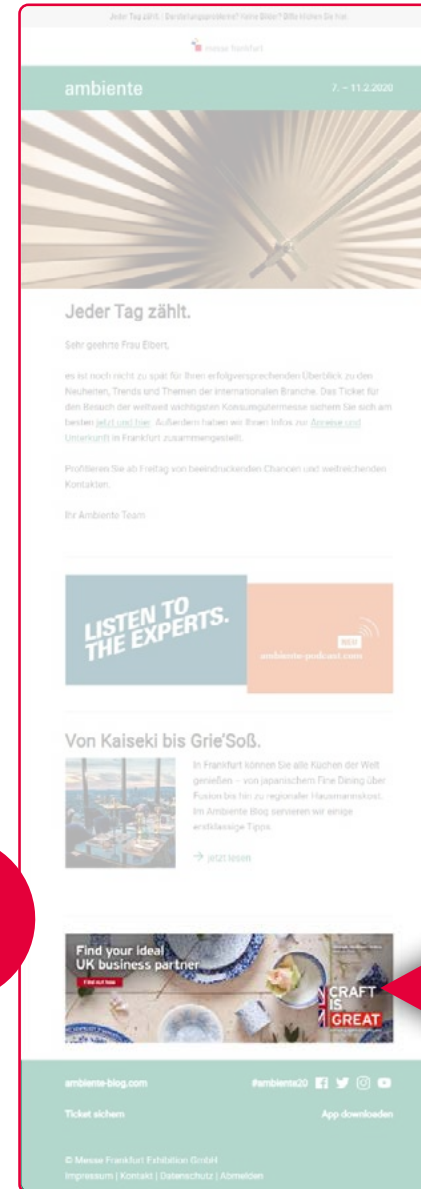 Jeder Tag zählt. | Darstellungsprobleme? Keine Bilder? Bitte klicken Sie hier.
messe frankfurt
ambiente
7. – 11.2.2020
Jeder Tag zählt.
Sehr geehrte Frau Elbert,
es ist noch nicht zu spät für Ihren erfolgversprechenden Überblick zu den
Neuheiten, Trends und Themen der internationalen Branche. Das Ticket für
den Besuch der weltweit wichtigsten Konsumgütermesse sichern Sie sich am
besten jetzt und hier. Außerdem haben wir Ihnen Infos zur Anreise und
Unterkunft in Frankfurt zusammengestellt.
Profitieren Sie ab Freitag von beeindruckenden Chancen und weitreichenden
Kontakten.
Ihr Ambiente Team
LISTEN TO
THE EXPERTS.
NEU
ambiente-podcast.com
Von Kaiseki bis Grie'Soß.
In Frankfurt können Sie alle Küchen der Welt
genießen – von japanischem Fine Dining über
Fusion bis hin zu regionaler Hausmannskost.
Im Ambiente Blog servieren wir einige
erstklassige Tipps.
→ jetzt lesen
Find your ideal
UK business partner
Find out how
CRAFT
IS
GREAT
ambiente-blog.com
#ambiente20
Ticket sichern
App downloaden
© Messe Frankfurt Exhibition GmbH
Impressum | Kontakt | Datenschutz | Abmelden